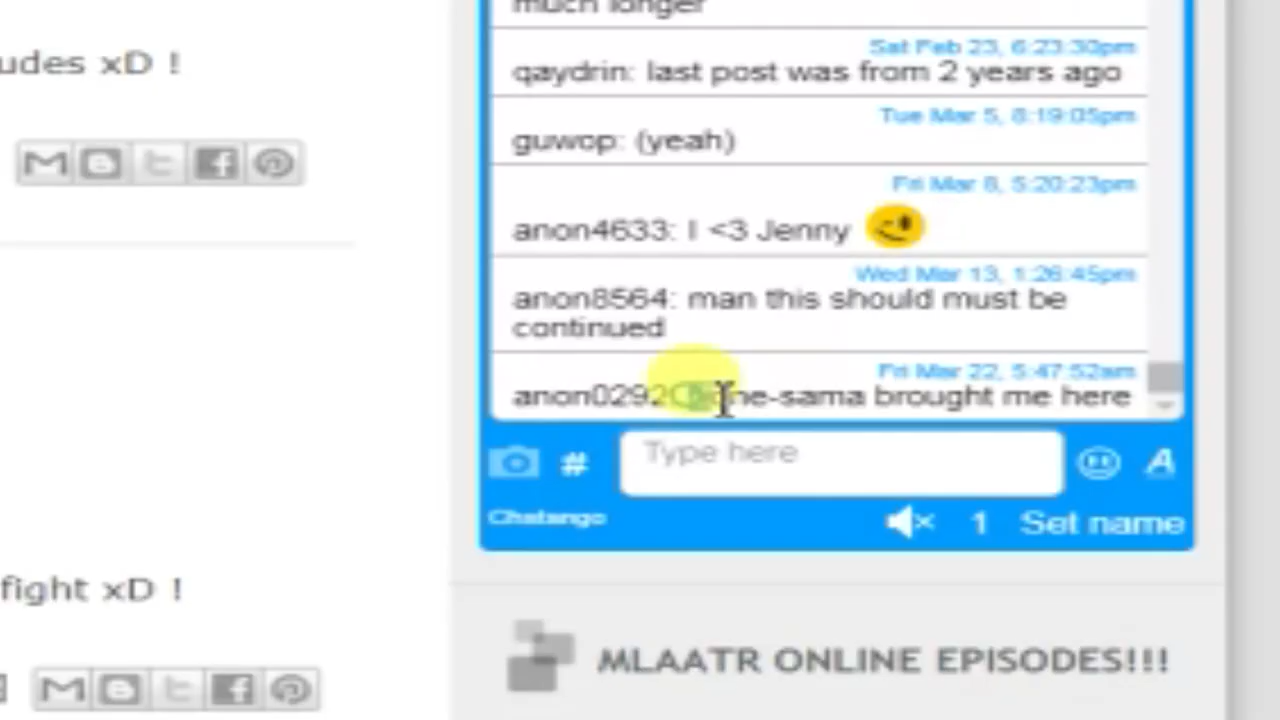 much longer
udes xD !
Sat Feb 23, 6:23:30pm
qaydrin: last post was from 2 years ago
Tue Mar 5, 8:19:05pm
guwop: (yeah)
Fri Mar 8, 5:20:23pm
anon4633: I <3 Jenny
Wed Mar 13, 1:26:45pm
anon8564: man this should must be
continued
Fri Mar 22, 5:47:52am
ne-sama brought me here
# Type here A
Chatango 1 Set name
fight xD !
MLAATR ONLINE EPISODES!!!